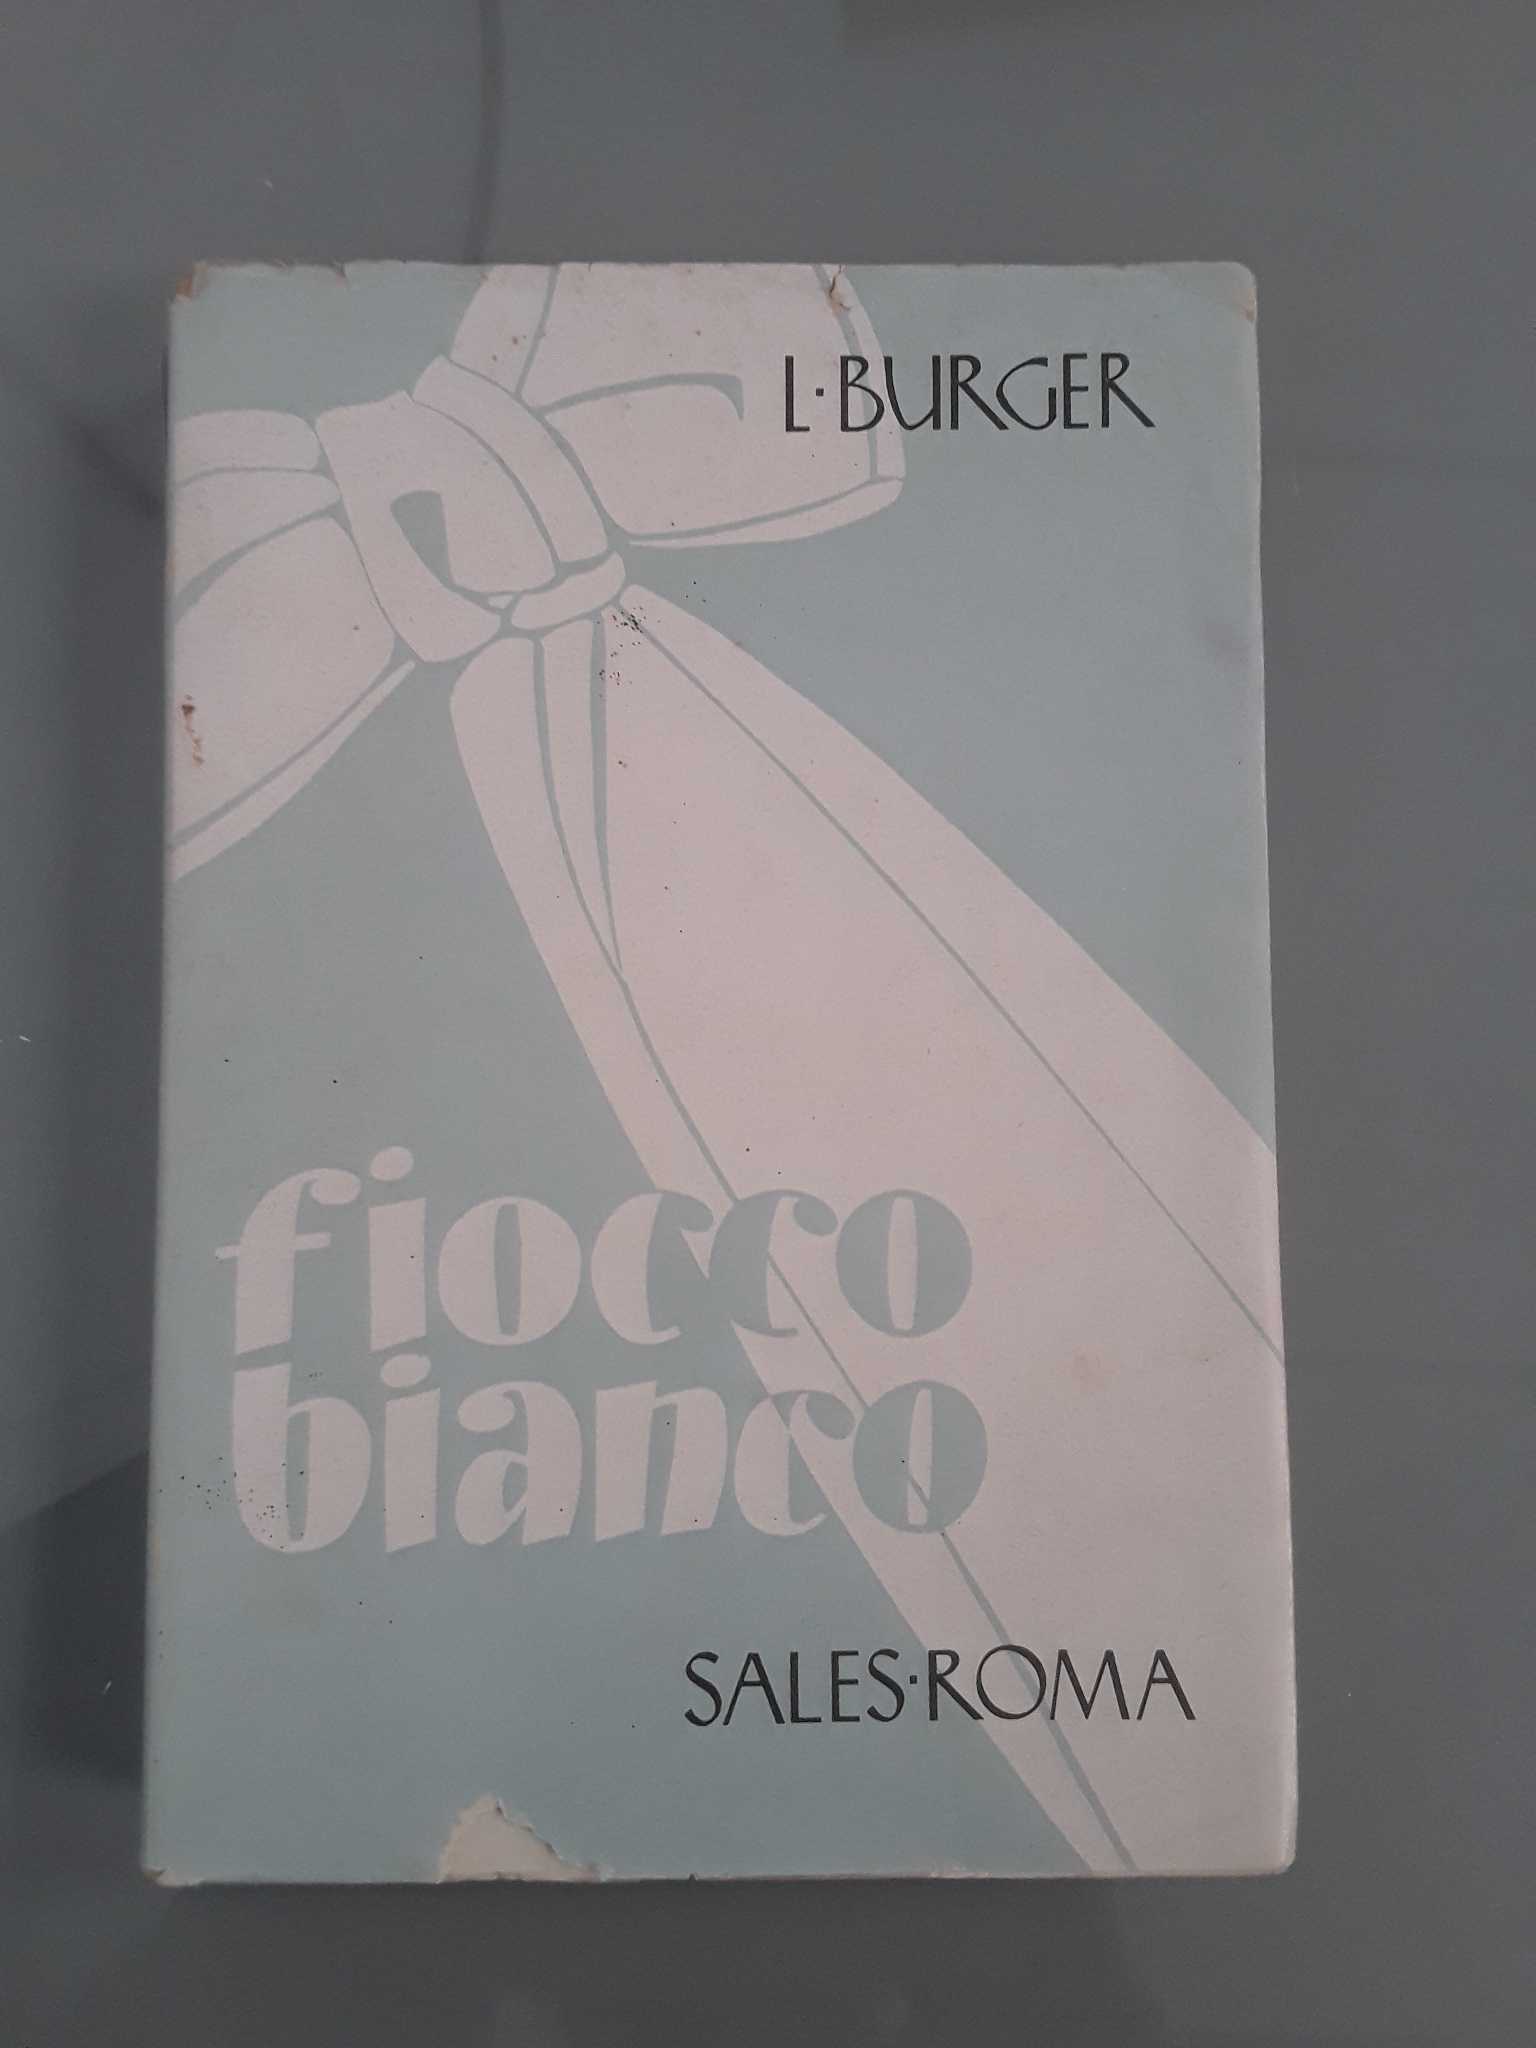 L·BURGER
fiocco
bianco
SALES·ROMA